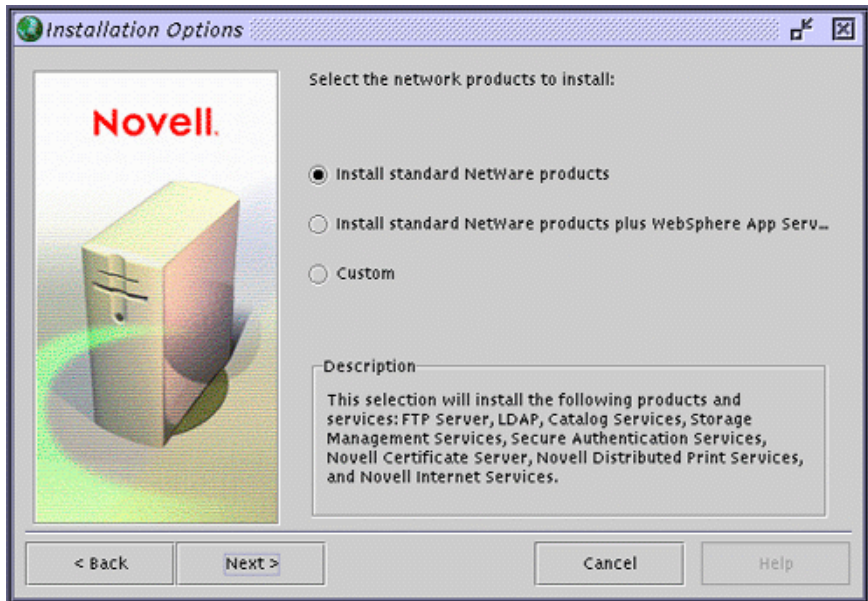 Installation Options
Novell.
Select the network products to install:
Install standard NetWare products
Install standard NetWare products plus WebSphere App Serv...
Custom
Description
This selection will install the following products and
services: FTP Server, LDAP, Catalog Services, Storage
Management Services, Secure Authentication Services,
Novell Certificate Server, Novell Distributed Print Services,
and Novell Internet Services.
< Back
Next >
Cancel
Help